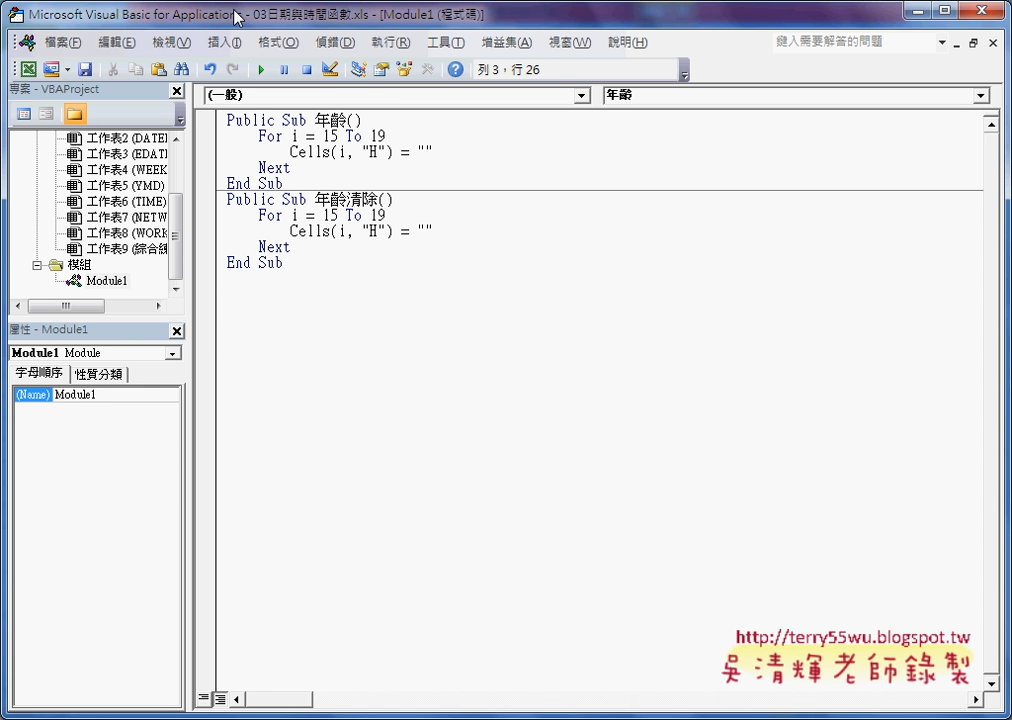 Microsoft Visual Basic for Applications - 03日期與時間函數.xls - [Module1 (程式碼)]
檔案(F) 編輯(E) 檢視(V) 插入(I) 格式(O) 偵錯(D) 執行(R) 工具(T) 增益集(A) 視窗(W) 說明(H) 鍵入需要解答的問題
列 3，行 26
專案 - VBAProject
(一般) 年齡
工作表2 (DATEI
工作表3 (EDATI
工作表4 (WEEK
工作表5 (YMD)
工作表6 (TIME)
工作表7 (NETW
工作表8 (WORK
工作表9 (綜合練
模組
Module1
Public Sub 年齡()
For i = 15 To 19
Cells(i, "H") = ""
Next
End Sub
Public Sub 年齡清除()
For i = 15 To 19
Cells(i, "H") = ""
Next
End Sub
屬性 - Module1
Module1 Module
字母順序 性質分類
(Name) Module1
http://terry55wu.blogspot.tw
吳清輝老師錄製